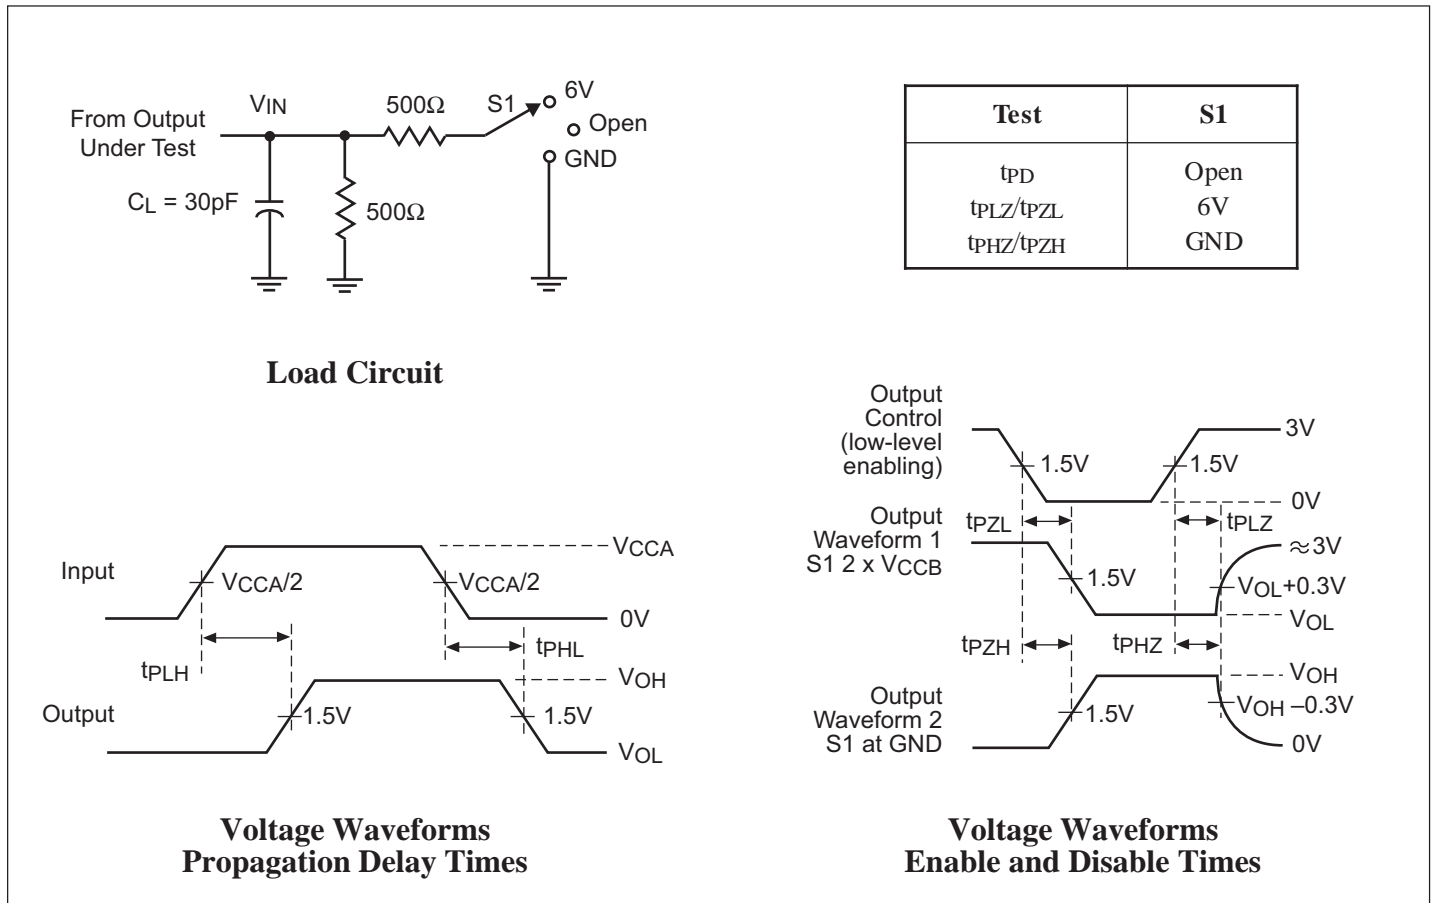 From Output
Under Test
VIN
500Ω
S1
6V
Open
GND
CL = 30pF
500Ω
Load Circuit
Test S1
tPD Open
tPLZ/tPZL 6V
tPHZ/tPZH GND
Input
VCCA/2
VCCA/2
VCCA
0V
tPLH
tPHL
Output
1.5V
1.5V
VOH
VOL
Voltage Waveforms
Propagation Delay Times
Output
Control
(low-level
enabling)
1.5V
1.5V
3V
0V
Output
Waveform 1
S1 2 x VCCB
tPZL
tPLZ
1.5V
≈3V
VOL+0.3V
VOL
tPZH
tPHZ
Output
Waveform 2
S1 at GND
1.5V
VOH
VOH –0.3V
0V
Voltage Waveforms
Enable and Disable Times